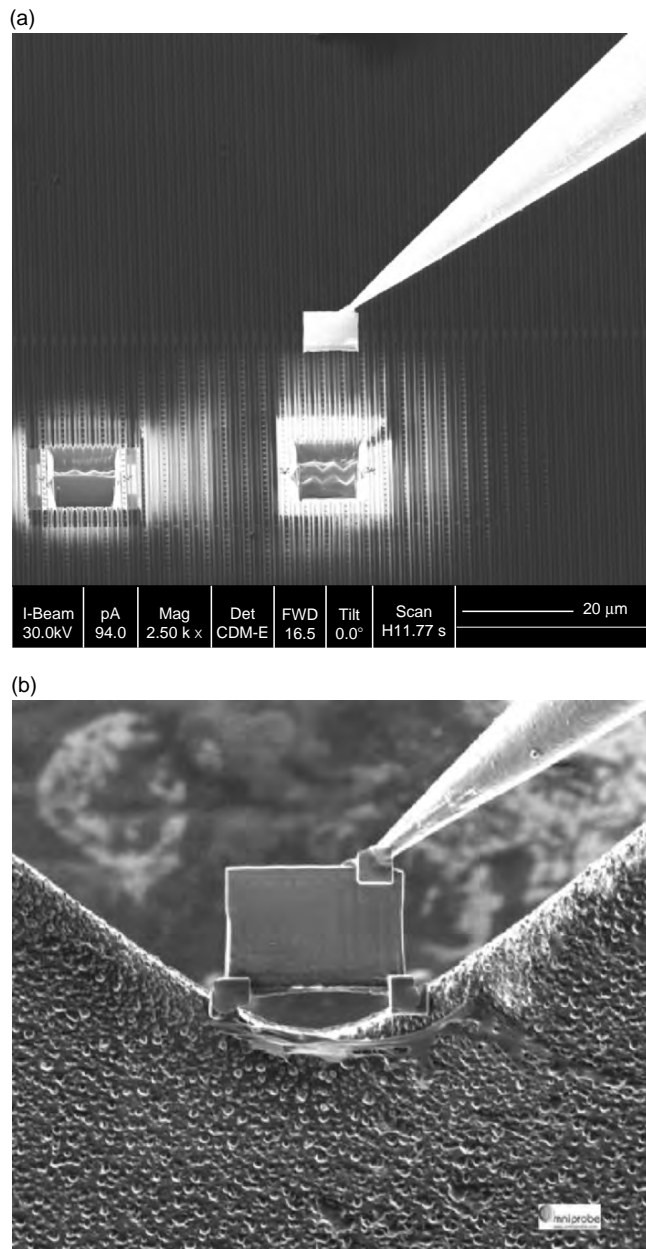 (a)
I-Beam pA Mag Det FWD Tilt Scan 20 μm
30.0kV 94.0 2.50 k x CDM-E 16.5 0.0° H11.77 s
(b)
mniprobe